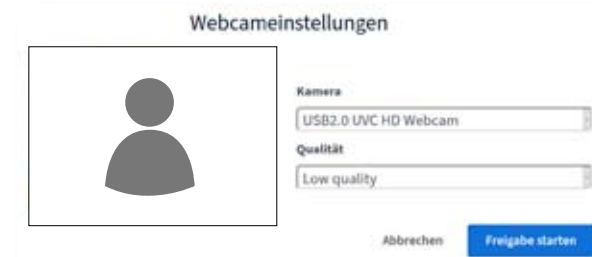 Webcameinstellungen
Kamera
USB2.0 UVC HD Webcam
Qualität
Low quality
Abbrechen Freigabe starten